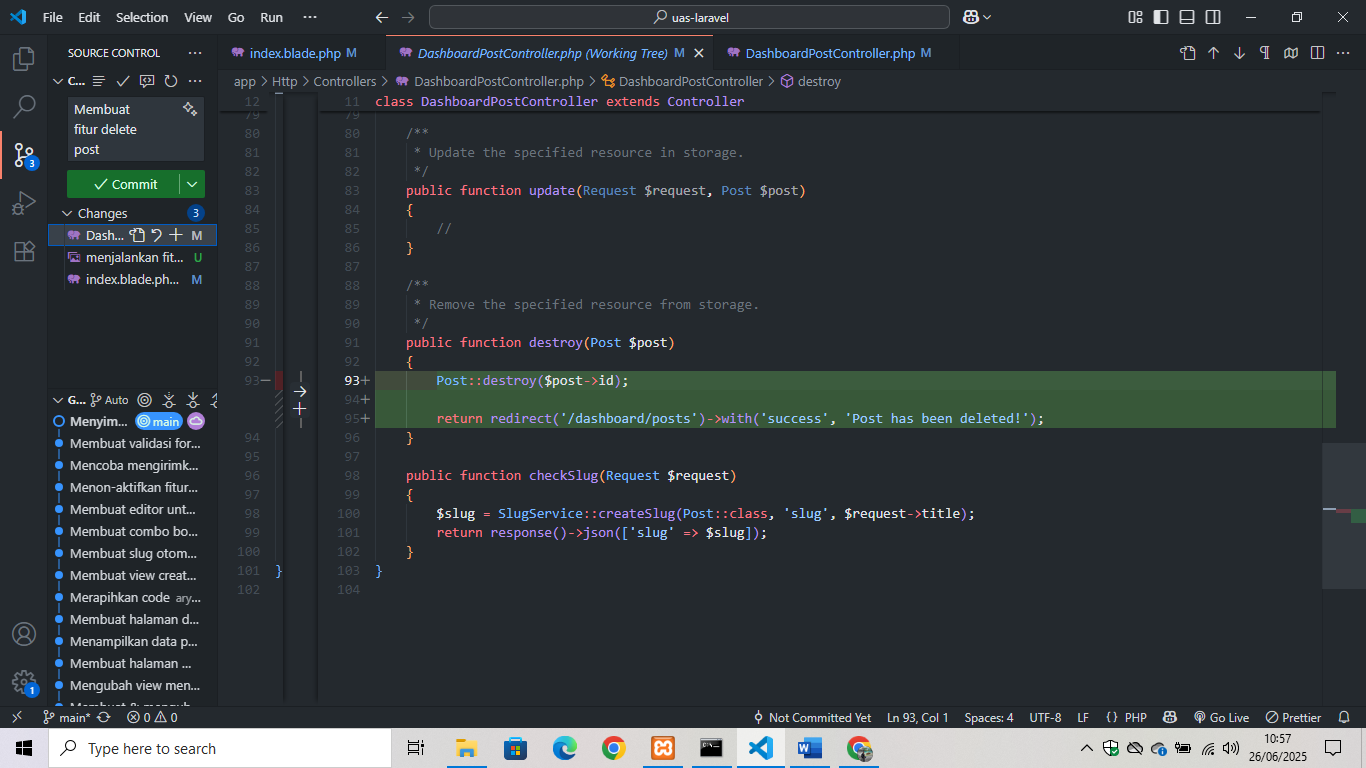 File Edit Selection View Go Run ··· uas-laravel
SOURCE CONTROL ···
index.blade.php M DashboardPostController.php (Working Tree) M DashboardPostController.php M
C... ···
app > Http > Controllers > DashboardPostController.php > DashboardPostController > destroy
Membuat
fitur delete
post
Commit
Changes 3
Dash... M
menjalankan fit... U
index.blade.ph... M
G... Auto
Menyim... main
Membuat validasi for...
Mencoba mengirimk...
Menon-aktifkan fitur...
Membuat editor unt...
Membuat combo bo...
Membuat slug otom...
Membuat view creat...
Merapihkan code ary...
Membuat halaman d...
Menampilkan data p...
Membuat halaman ...
Mengubah view men...
3
1
12 11 class DashboardPostController extends Controller
79 79
80 80 /**
81 81 * Update the specified resource in storage.
82 82 */
83 83 public function update(Request $request, Post $post)
84 84 {
85 85 //
86 86 }
87 87
88 88 /**
89 89 * Remove the specified resource from storage.
90 90 */
91 91 public function destroy(Post $post)
92 92 {
93− 93+ Post::destroy($post->id);
94+
95+ return redirect('/dashboard/posts')->with('success', 'Post has been deleted!');
94 96 }
95 97
96 98 public function checkSlug(Request $request)
97 99 {
98 100 $slug = SlugService::createSlug(Post::class, 'slug', $request->title);
99 101 return response()->json(['slug' => $slug]);
100 102 }
101 } 103 }
102 104
main* 0 0 Not Committed Yet Ln 93, Col 1 Spaces: 4 UTF-8 LF {} PHP Go Live Prettier
Type here to search
10:57
26/06/2025